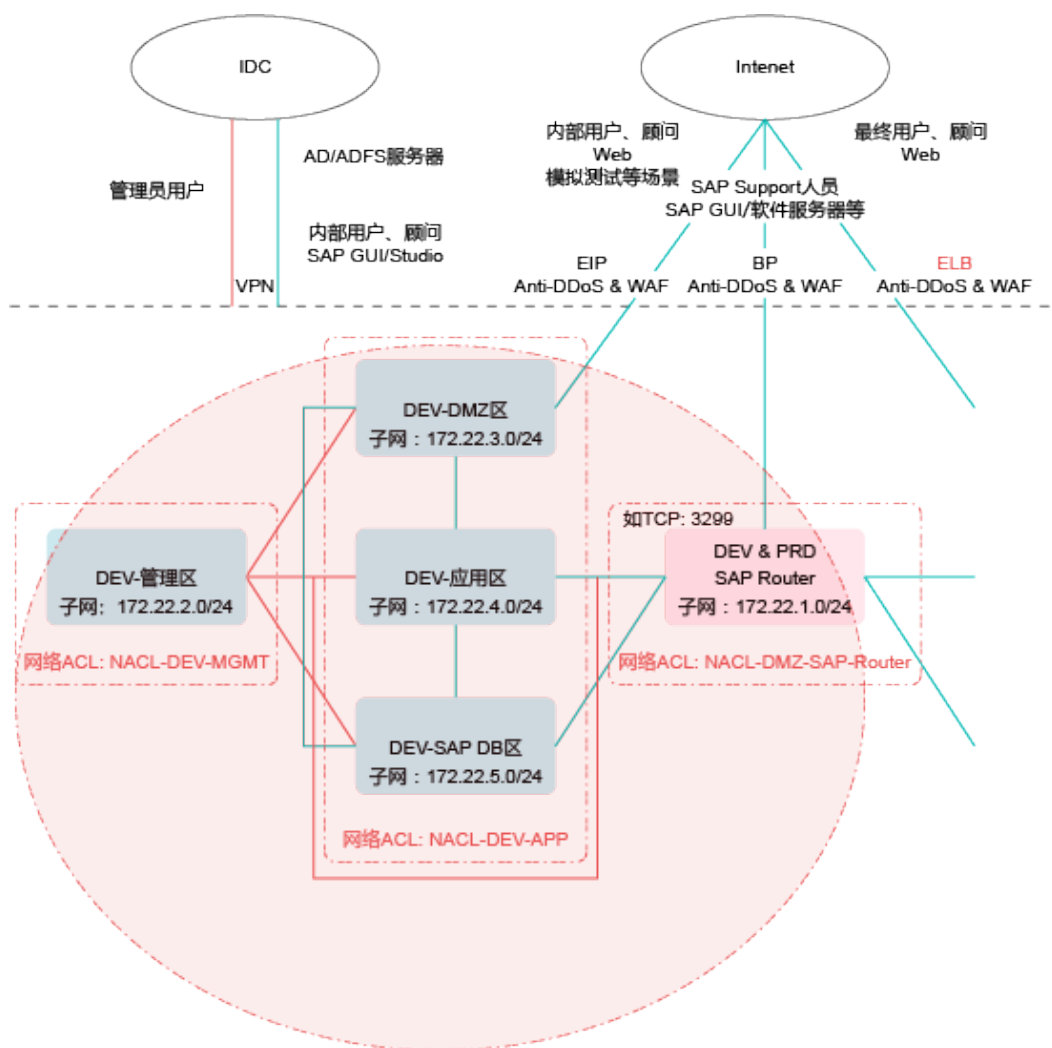 IDC
Intenet
管理员用户
AD/ADFS服务器
内部用户、顾问
SAP GUI/Studio
VPN
内部用户、顾问
Web
模拟测试等场景
最终用户、顾问
Web
SAP Support人员
SAP GUI/软件服务器等
EIP
Anti-DDoS & WAF
BP
Anti-DDoS & WAF
ELB
Anti-DDoS & WAF
DEV-DMZ区
子网：172.22.3.0/24
DEV-管理区
子网：172.22.2.0/24
网络ACL: NACL-DEV-MGMT
DEV-应用区
子网：172.22.4.0/24
如TCP: 3299
DEV & PRD
SAP Router
子网：172.22.1.0/24
网络ACL: NACL-DMZ-SAP-Router
DEV-SAP DB区
子网：172.22.5.0/24
网络ACL: NACL-DEV-APP